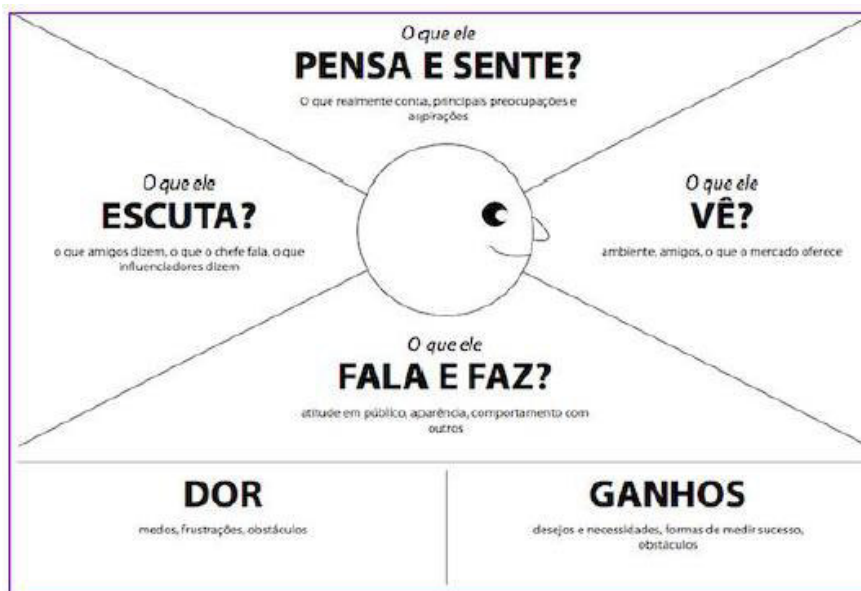 O que ele
PENSA E SENTE?
O que realmente conta, principais preocupações e
aspirações
O que ele
ESCUTA?
o que amigos dizem, o que o chefe fala, o que
influenciadores dizem
O que ele
VÊ?
ambiente, amigos, o que o mercado oferece
O que ele
FALA E FAZ?
atitude em público, aparência, comportamento com
outros
DOR
medos, frustrações, obstáculos
GANHOS
desejos e necessidades, formas de medir sucesso,
obstáculos